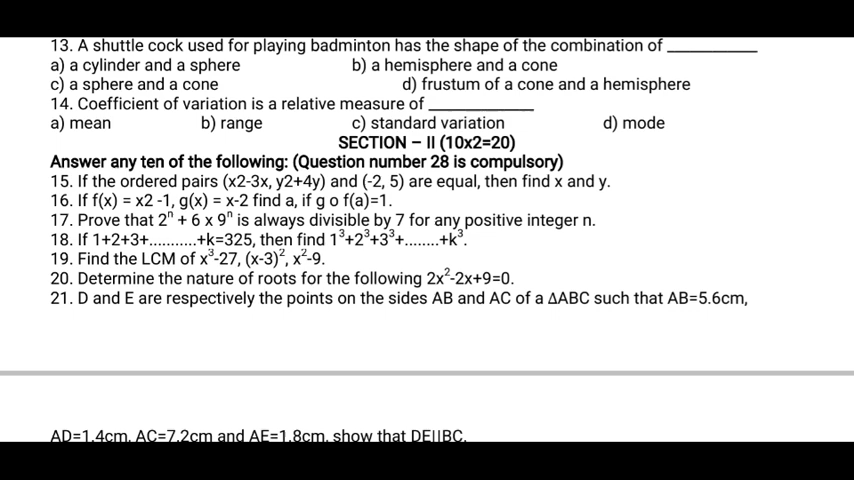 13. A shuttle cock used for playing badminton has the shape of the combination of ___________
a) a cylinder and a sphere b) a hemisphere and a cone
c) a sphere and a cone d) frustum of a cone and a hemisphere
14. Coefficient of variation is a relative measure of _____________
a) mean b) range c) standard variation d) mode
SECTION – II (10x2=20)
Answer any ten of the following: (Question number 28 is compulsory)
15. If the ordered pairs (x2-3x, y2+4y) and (-2, 5) are equal, then find x and y.
16. If f(x) = x2 -1, g(x) = x-2 find a, if g o f(a)=1.
17. Prove that 2ⁿ + 6 x 9ⁿ is always divisible by 7 for any positive integer n.
18. If 1+2+3+...........+k=325, then find 1³+2³+3³+........+k³.
19. Find the LCM of x³-27, (x-3)², x²-9.
20. Determine the nature of roots for the following 2x²-2x+9=0.
21. D and E are respectively the points on the sides AB and AC of a ΔABC such that AB=5.6cm,
AD=1.4cm, AC=7.2cm and AE=1.8cm, show that DE||BC.